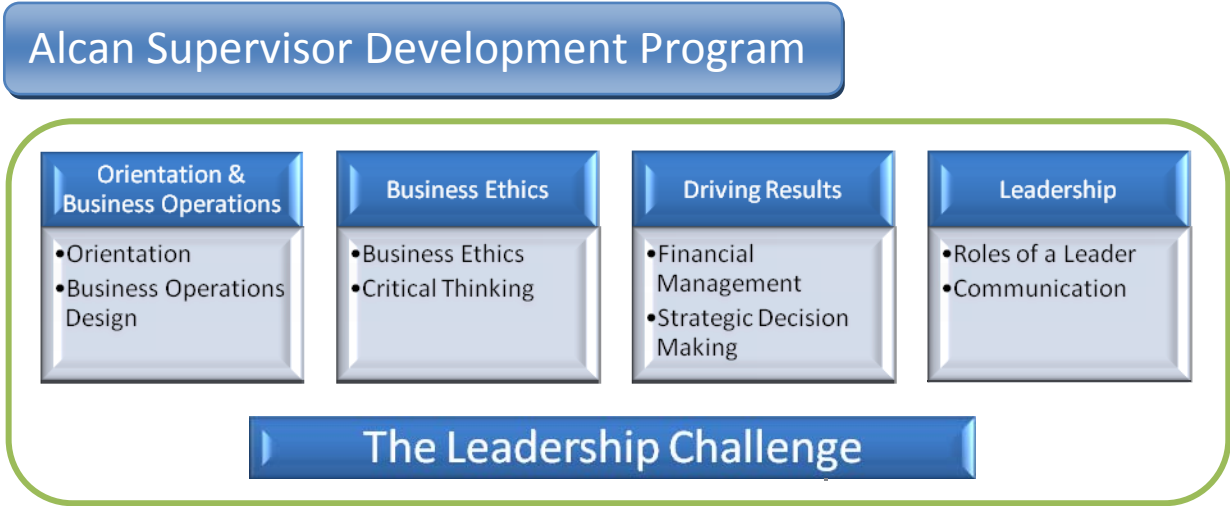 Alcan Supervisor Development Program
Orientation &
Business Operations
•Orientation
•Business Operations
Design
Business Ethics
•Business Ethics
•Critical Thinking
Driving Results
•Financial
Management
•Strategic Decision
Making
Leadership
•Roles of a Leader
•Communication
The Leadership Challenge